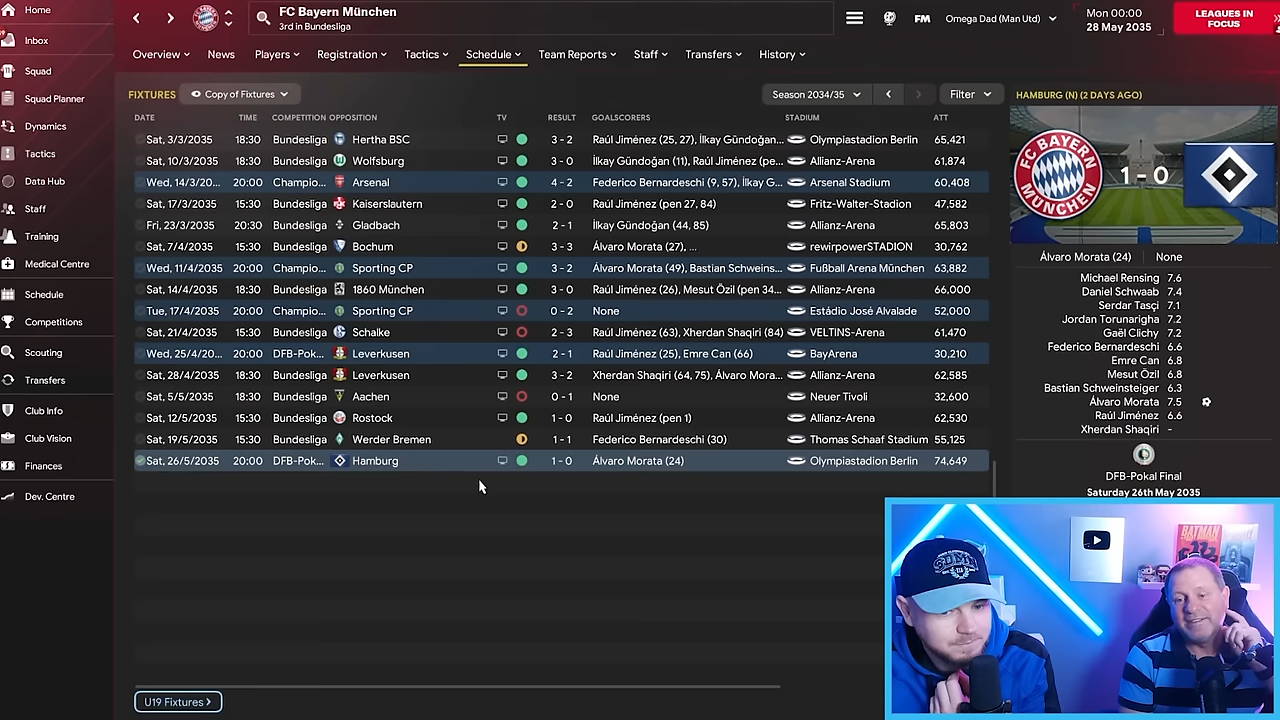 Home
Inbox
Squad
Squad Planner
Dynamics
Tactics
Data Hub
Staff
Training
Medical Centre
Schedule
Competitions
Scouting
Transfers
Club Info
Club Vision
Finances
Dev. Centre
FC Bayern München
3rd in Bundesliga
FM
Omega Dad (Man Utd)
Mon 00:00
28 May 2035
LEAGUES IN
FOCUS
Overview News Players Registration Tactics Schedule Team Reports Staff Transfers History
FIXTURES Copy of Fixtures Season 2034/35 Filter
DATE TIME COMPETITION OPPOSITION TV RESULT GOALSCORERS STADIUM ATT
Sat, 3/3/2035 18:30 Bundesliga Hertha BSC 3 - 2 Raúl Jiménez (25, 27), İlkay Gündoğan... Olympiastadion Berlin 65,421
Sat, 10/3/2035 18:30 Bundesliga Wolfsburg 3 - 0 İlkay Gündoğan (11), Raúl Jiménez (pe... Allianz-Arena 61,874
Wed, 14/3/20... 20:00 Champio... Arsenal 4 - 2 Federico Bernardeschi (9, 57), İlkay G... Arsenal Stadium 60,408
Sat, 17/3/2035 15:30 Bundesliga Kaiserslautern 2 - 0 Raúl Jiménez (pen 27, 84) Fritz-Walter-Stadion 47,582
Fri, 23/3/2035 20:30 Bundesliga Gladbach 2 - 1 İlkay Gündoğan (44, 85) Allianz-Arena 65,803
Sat, 7/4/2035 15:30 Bundesliga Bochum 3 - 3 Álvaro Morata (27), ... rewirpowerSTADION 30,762
Wed, 11/4/2035 20:00 Champio... Sporting CP 3 - 2 Álvaro Morata (49), Bastian Schweins... Fußball Arena München 63,882
Sat, 14/4/2035 18:30 Bundesliga 1860 München 3 - 0 Raúl Jiménez (26), Mesut Özil (pen 34... Allianz-Arena 66,000
Tue, 17/4/2035 20:00 Champio... Sporting CP 0 - 2 None Estádio José Alvalade 52,000
Sat, 21/4/2035 15:30 Bundesliga Schalke 2 - 3 Raúl Jiménez (63), Xherdan Shaqiri (84) VELTINS-Arena 61,470
Wed, 25/4/20... 20:00 DFB-Pok... Leverkusen 2 - 1 Raúl Jiménez (25), Emre Can (66) BayArena 30,210
Sat, 28/4/2035 18:30 Bundesliga Leverkusen 3 - 2 Xherdan Shaqiri (64, 75), Álvaro Mora... Allianz-Arena 62,585
Sat, 5/5/2035 18:30 Bundesliga Aachen 0 - 1 None Neuer Tivoli 32,600
Sat, 12/5/2035 15:30 Bundesliga Rostock 1 - 0 Raúl Jiménez (pen 1) Allianz-Arena 62,530
Sat, 19/5/2035 15:30 Bundesliga Werder Bremen 1 - 1 Federico Bernardeschi (30) Thomas Schaaf Stadium 55,125
Sat, 26/5/2035 20:00 DFB-Pok... Hamburg 1 - 0 Álvaro Morata (24) Olympiastadion Berlin 74,649
U19 Fixtures
HAMBURG (N) (2 DAYS AGO)
FC BAYERN
MÜNCHEN
1 - 0
Álvaro Morata (24) None
Michael Rensing 7.6
Daniel Schwaab 7.4
Serdar Tasçi 7.1
Jordan Torunarigha 7.2
Gaël Clichy 7.2
Federico Bernardeschi 6.6
Emre Can 6.8
Mesut Özil 6.8
Bastian Schweinsteiger 6.3
Álvaro Morata 7.5
Raúl Jiménez 6.6
Xherdan Shaqiri -
DFB-Pokal Final
Saturday 26th May 2035
BATMAN